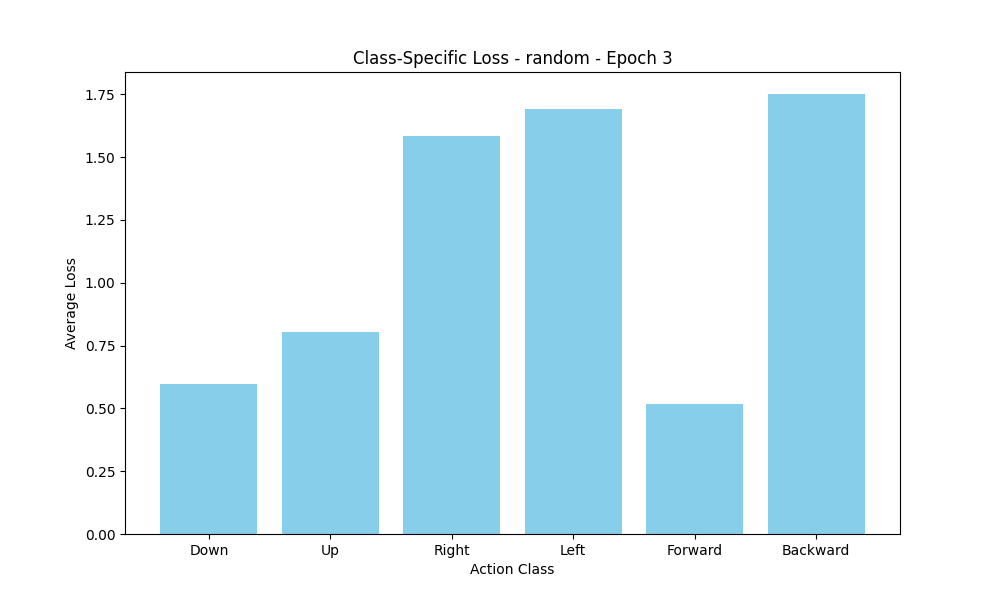 Class-Specific Loss - random - Epoch 3
1.75
1.50
1.25
1.00
0.75
0.50
0.25
0.00
Average Loss
Down Up Right Left Forward Backward
Action Class